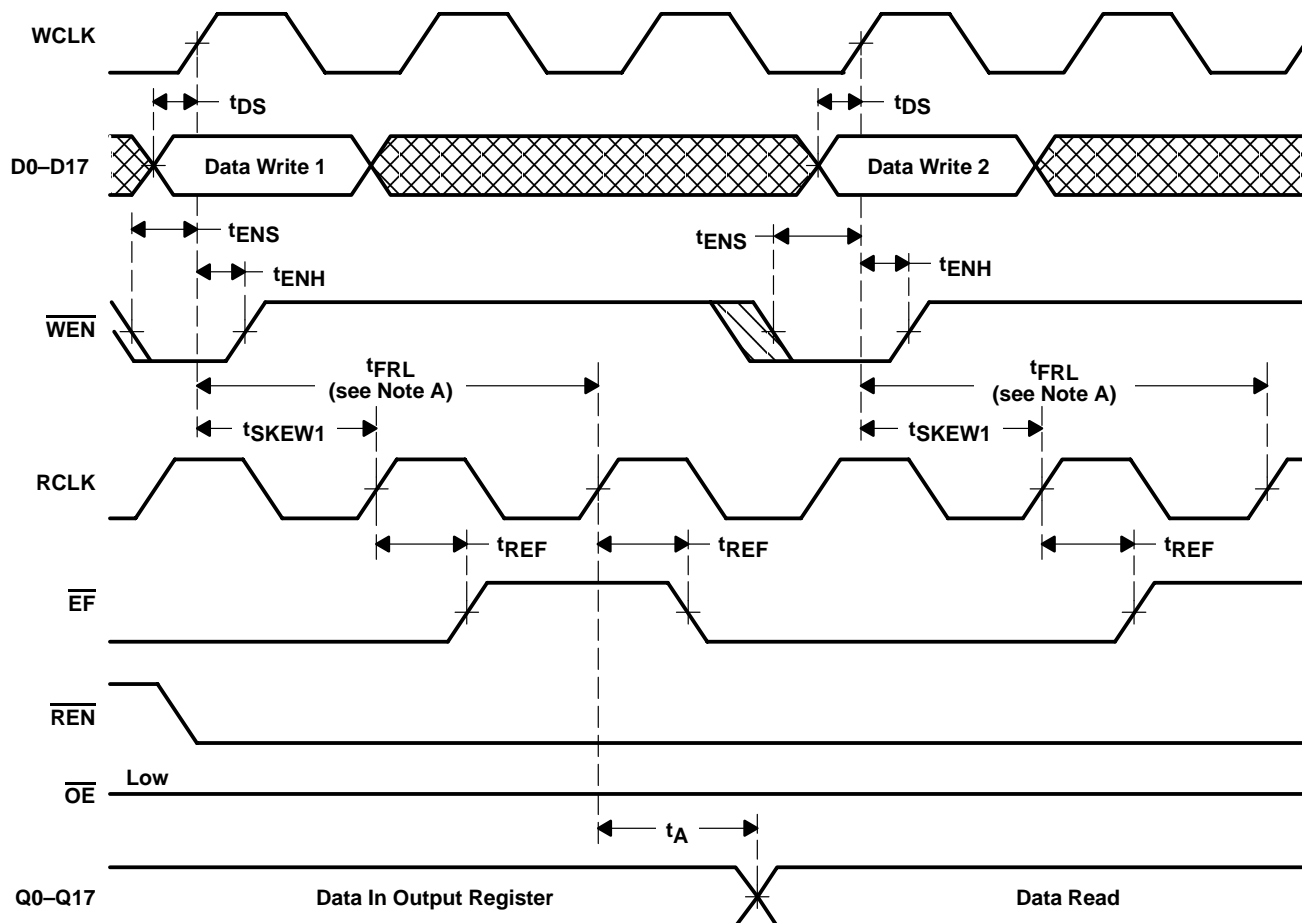 WCLK
tDS
tDS
D0–D17
Data Write 1
Data Write 2
tENS
tENS
tENH
tENH
WEN
tFRL
(see Note A)
tFRL
(see Note A)
tSKEW1
tSKEW1
RCLK
tREF
tREF
tREF
EF
REN
Low
OE
tA
Q0–Q17
Data In Output Register
Data Read